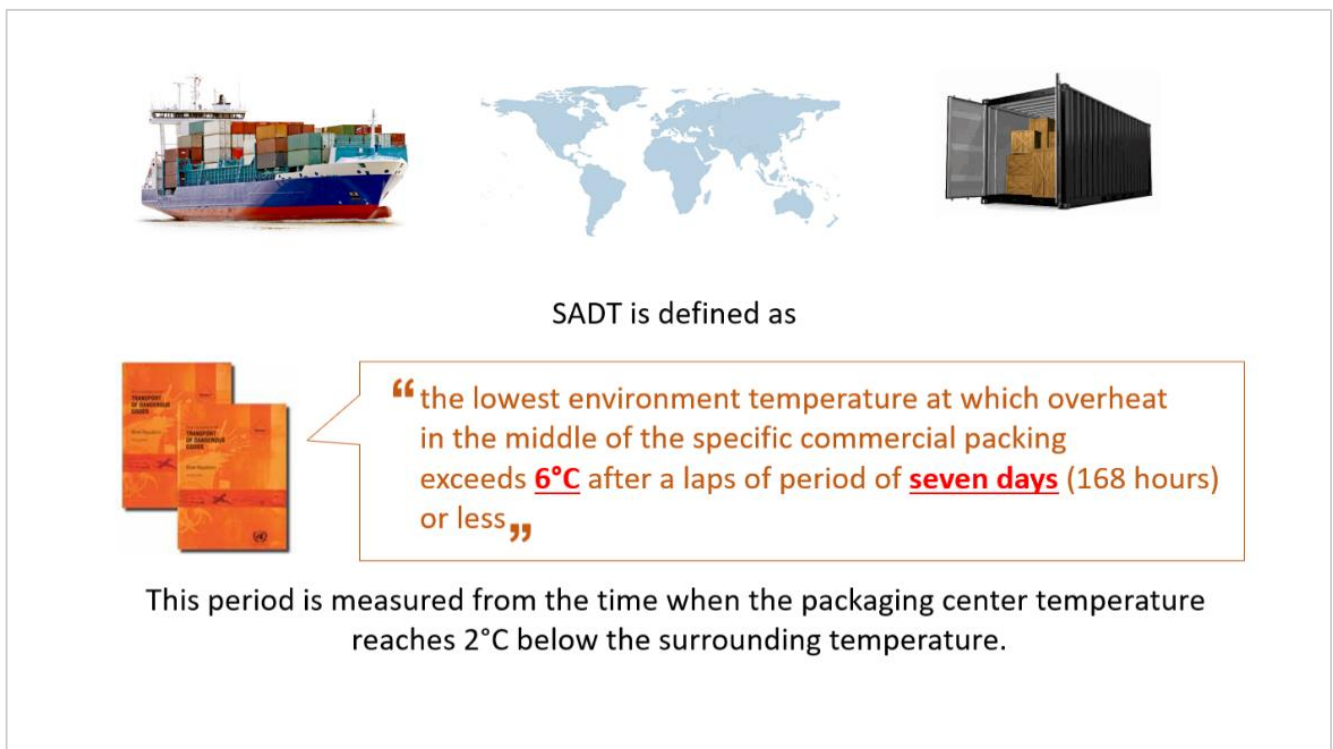 SADT is defined as
TRANSPORT
OF DANGEROUS
GOODS
TRANSPORT
OF DANGEROUS
GOODS
“the lowest environment temperature at which overheat
in the middle of the specific commercial packing
exceeds 6°C after a laps of period of seven days (168 hours)
or less„
This period is measured from the time when the packaging center temperature
reaches 2°C below the surrounding temperature.